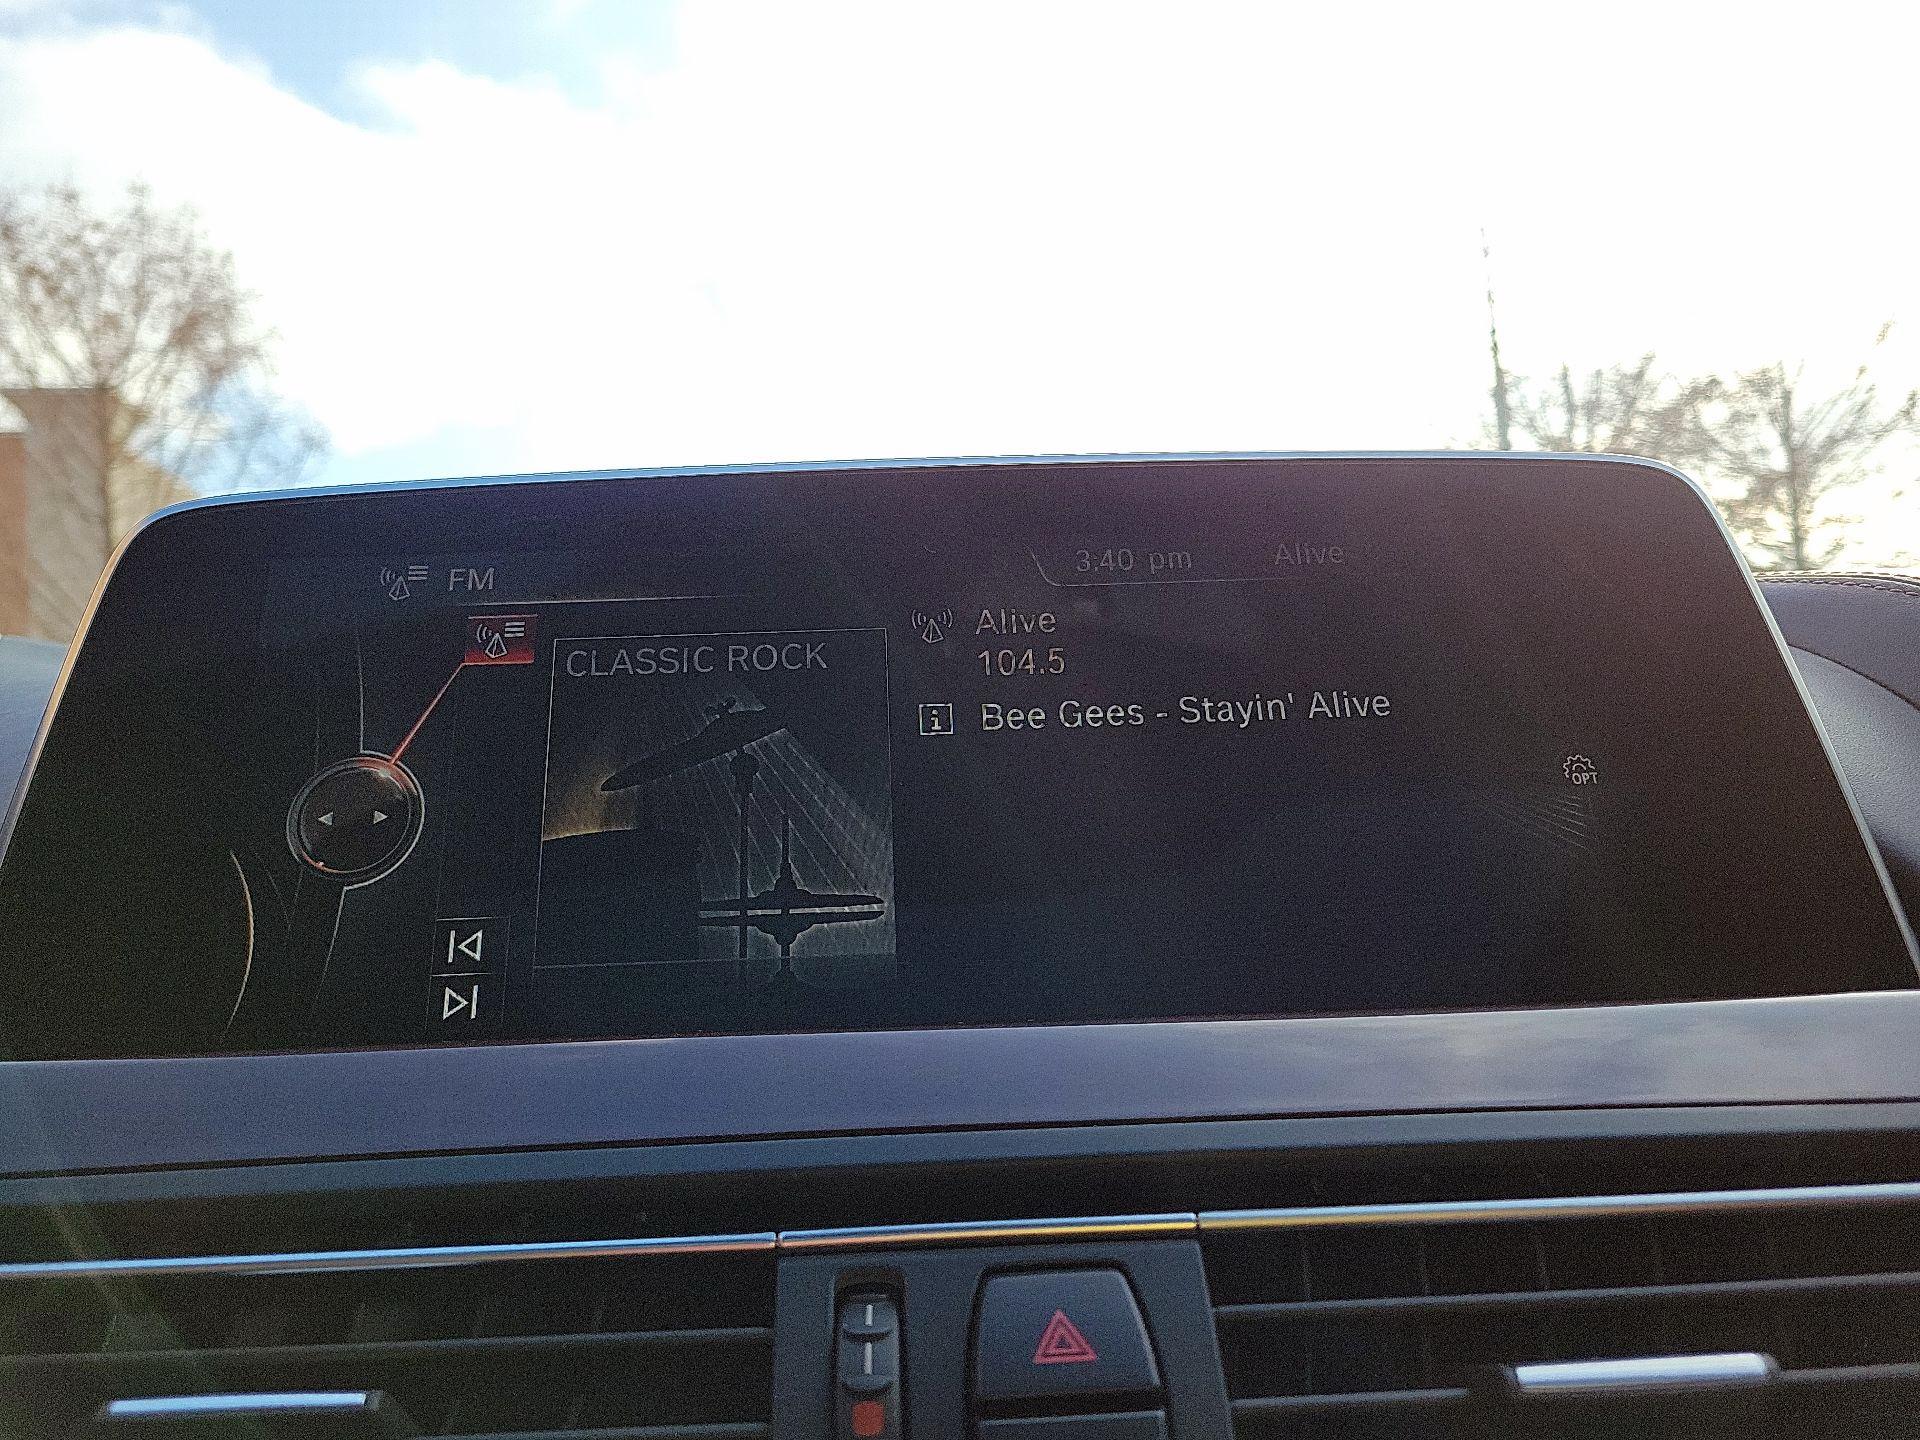 3:40 pm Alive
FM
CLASSIC ROCK
Alive
104.5
i Bee Gees - Stayin' Alive
OPT